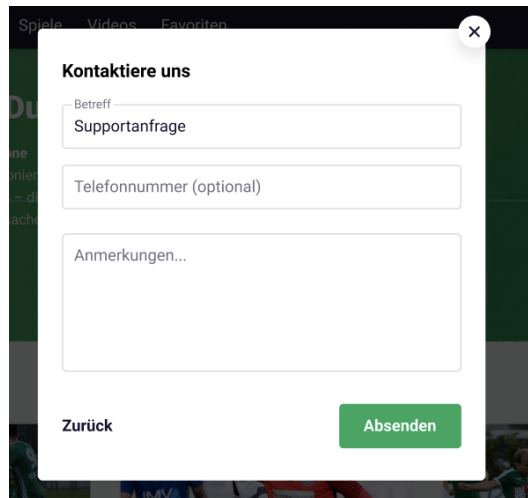 Spiele Videos Favoriten
Kontaktiere uns
Betreff
Supportanfrage
Telefonnummer (optional)
Anmerkungen...
Zurück
Absenden